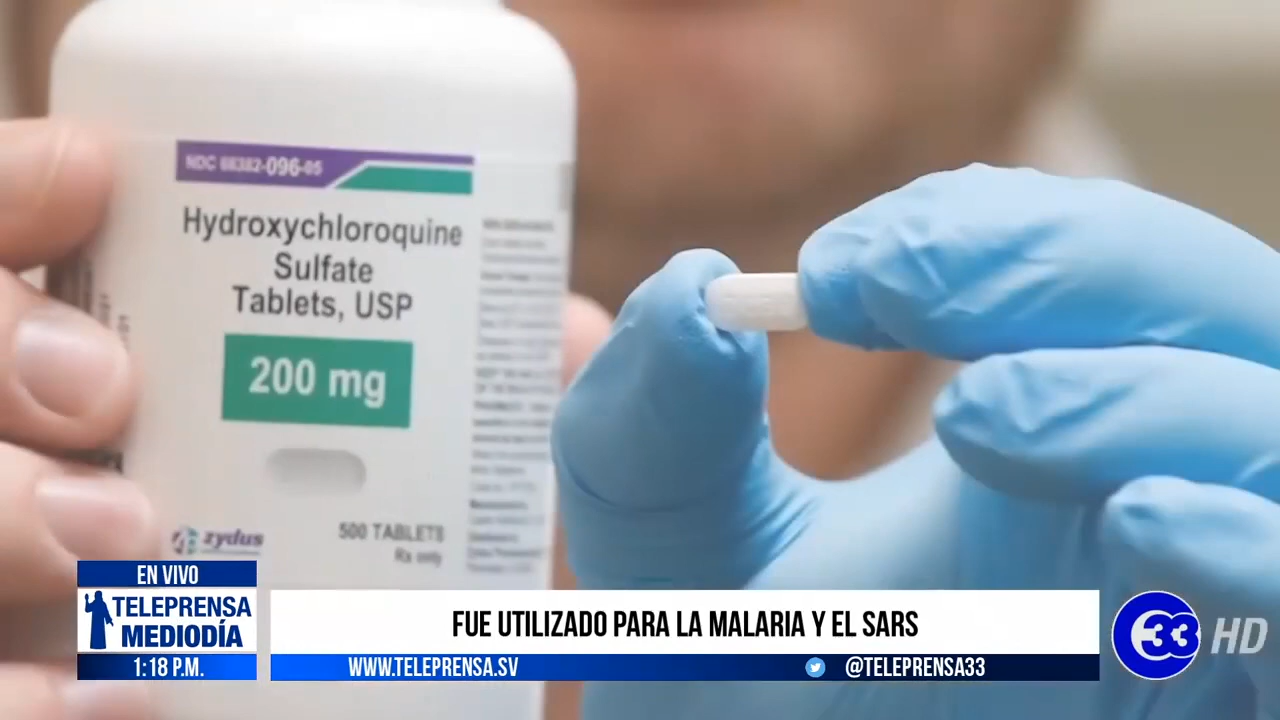 NDC 68382-096-05
Hydroxychloroquine
Sulfate
Tablets, USP
200 mg
500 TABLETS
Rx only
zydus
EN VIVO
TELEPRENSA
MEDIODÍA
1:18 P.M.
FUE UTILIZADO PARA LA MALARIA Y EL SARS
WWW.TELEPRENSA.SV
@TELEPRENSA33
33 HD